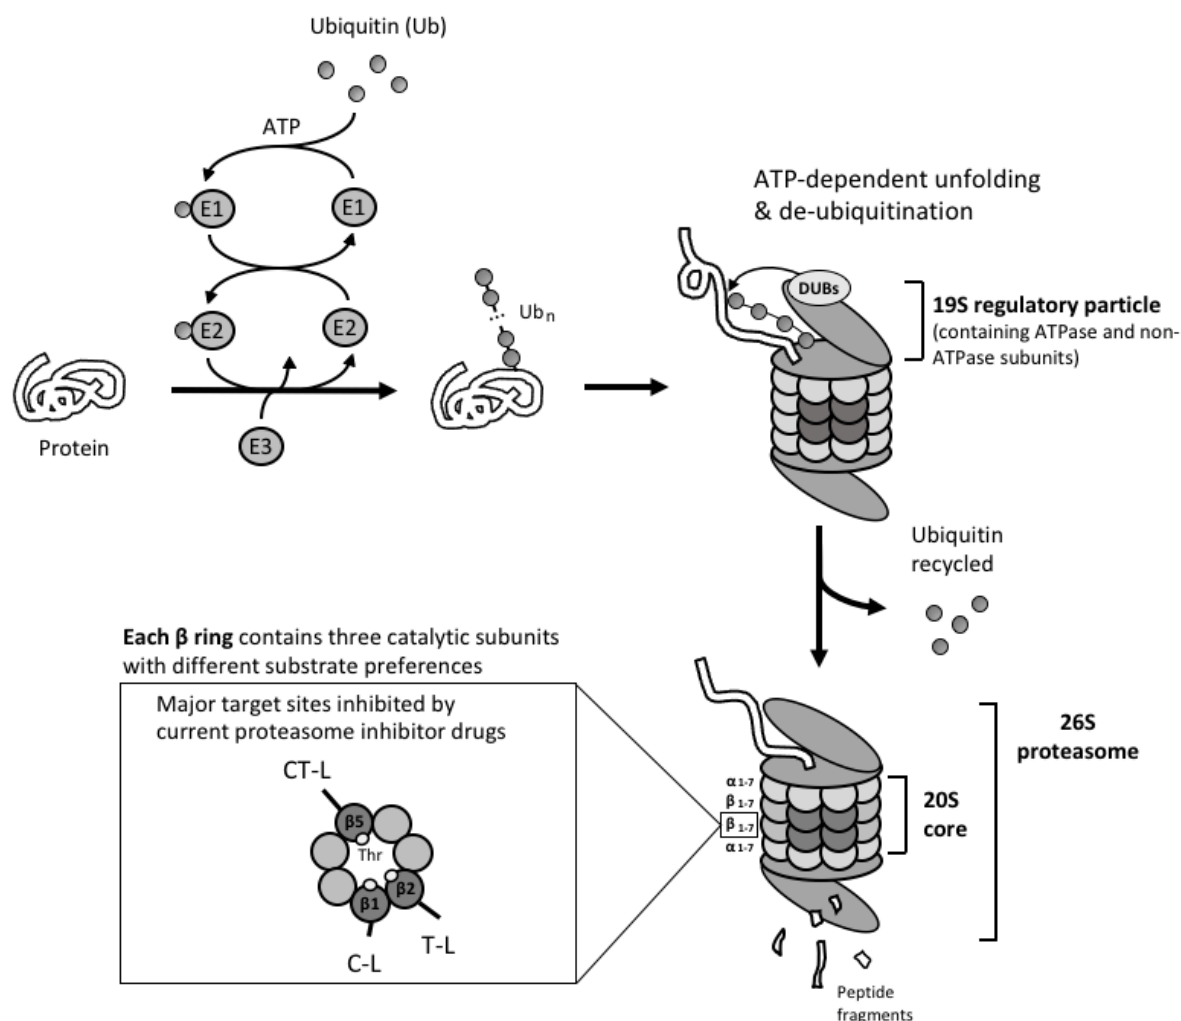 Ubiquitin (Ub)
ATP
E1
E1
E2
E2
E3
Protein
Ub n
ATP-dependent unfolding
& de-ubiquitination
DUBs
19S regulatory particle
(containing ATPase and non-
ATPase subunits)
Ubiquitin
recycled
Each β ring contains three catalytic subunits
with different substrate preferences
Major target sites inhibited by
current proteasome inhibitor drugs
CT-L
β5
Thr
β2
β1
T-L
C-L
α 1-7
β 1-7
β 1-7
α 1-7
20S
core
26S
proteasome
Peptide
fragments